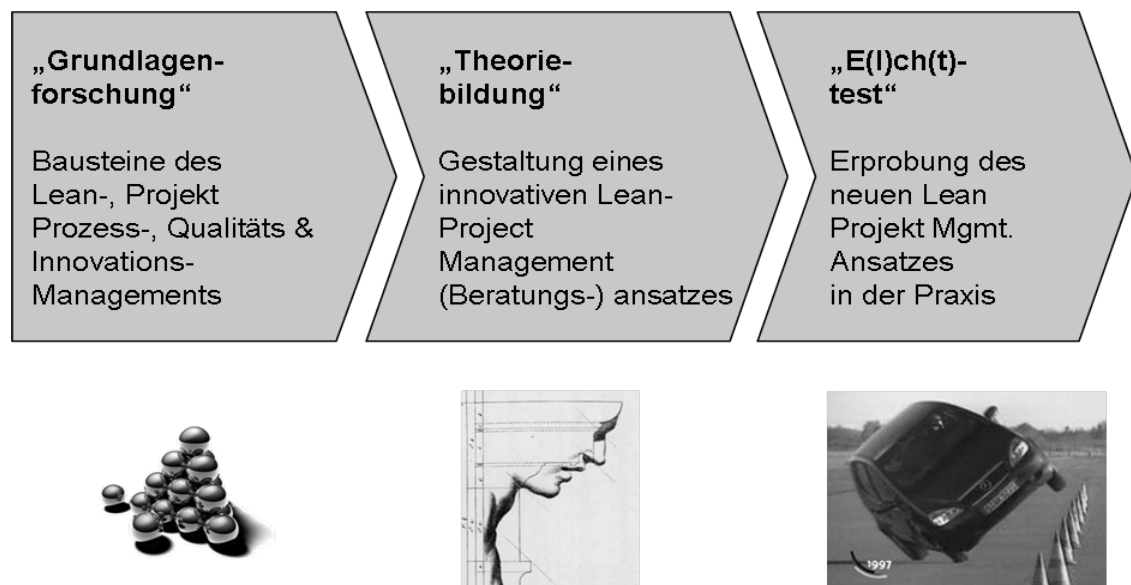 „Grundlagen-
forschung“
Bausteine des
Lean-, Projekt
Prozess-, Qualitäts &
Innovations-
Managements
„Theorie-
bildung“
Gestaltung eines
innovativen Lean-
Project
Management
(Beratungs-) ansatzes
„E(l)ch(t)-
test“
Erprobung des
neuen Lean
Projekt Mgmt.
Ansatzes
in der Praxis
1997